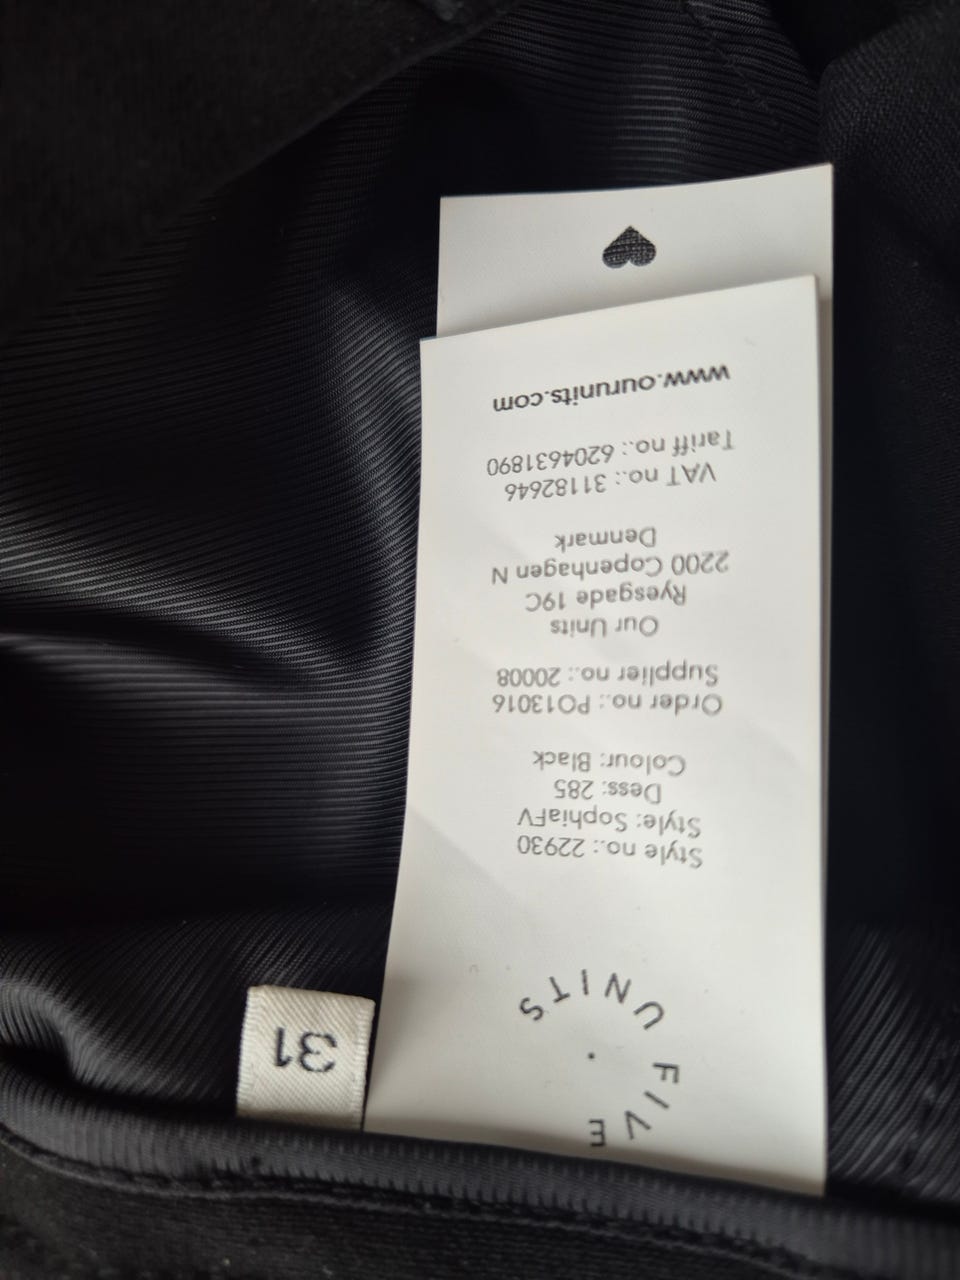 FIVE
UNITS
Style no.: 22930
Style: SophiaFV
Dess: 285
Colour: Black
Order no.: PO13016
Supplier no.: 20008
Our Units
Ryesgade 19C
2200 Copenhagen N
Denmark
VAT no.: 31182646
Tariff no.: 6204631890
www.ourunits.com
31